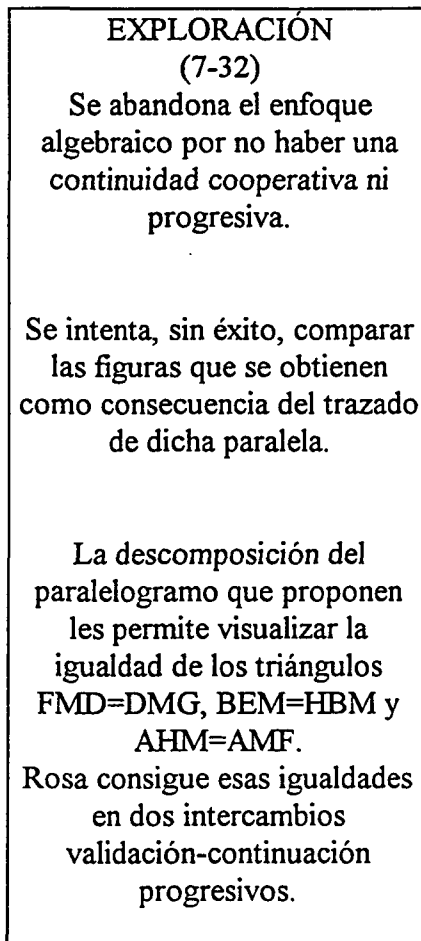 EXPLORACIÓN
(7-32)
Se abandona el enfoque
algebraico por no haber una
continuidad cooperativa ni
progresiva.
Se intenta, sin éxito, comparar
las figuras que se obtienen
como consecuencia del trazado
de dicha paralela.
La descomposición del
paralelogramo que proponen
les permite visualizar la
igualdad de los triángulos
FMD=DMG, BEM=HBM y
AHM=AMF.
Rosa consigue esas igualdades
en dos intercambios
validación-continuación
progresivos.